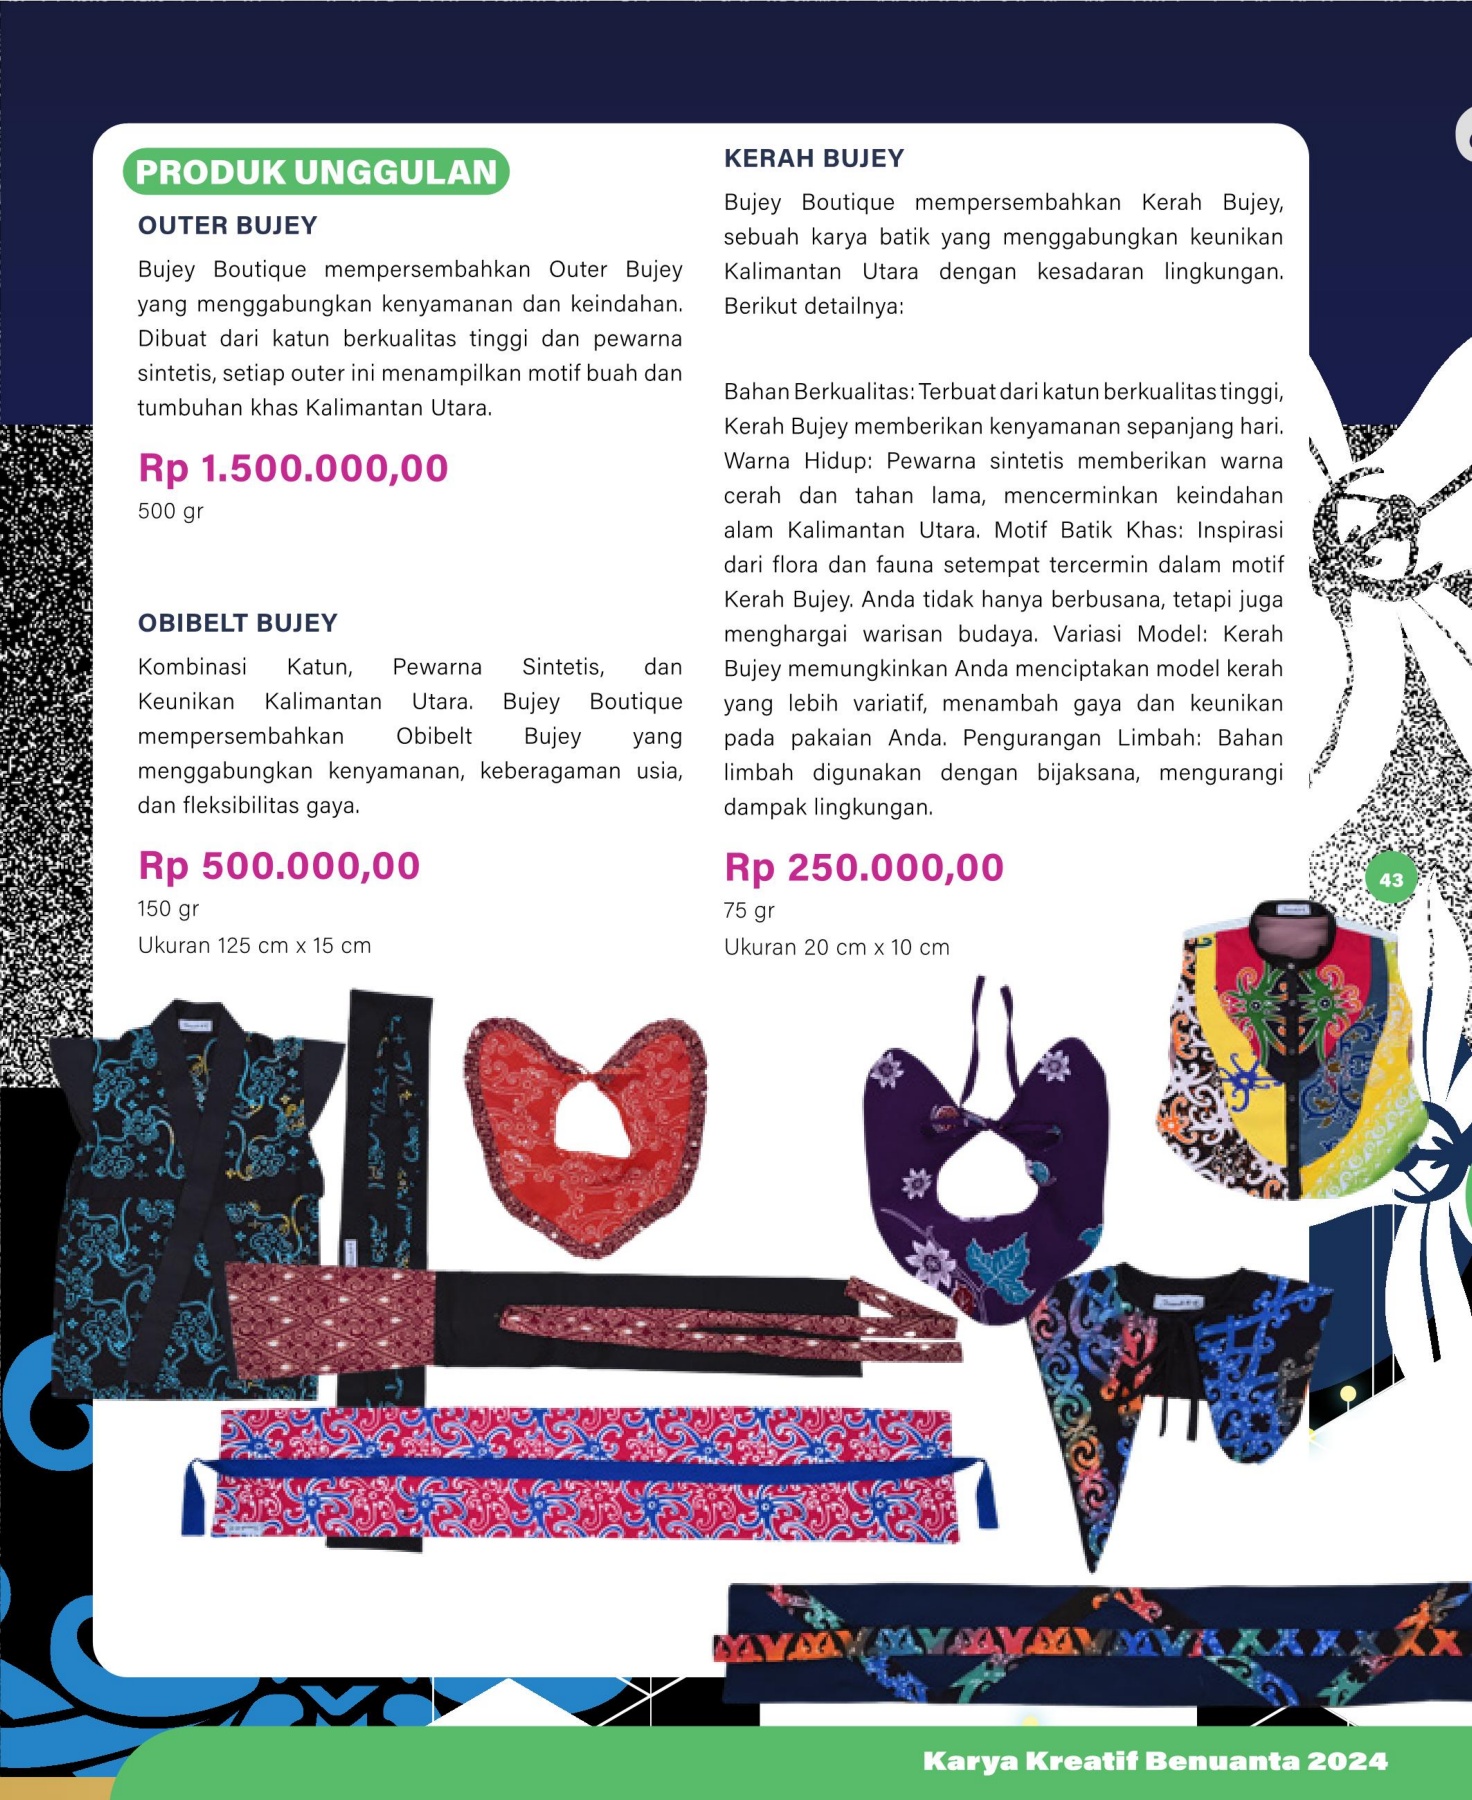 PRODUK UNGGULAN
OUTER BUJEY
Bujey Boutique mempersembahkan Outer Bujey
yang menggabungkan kenyamanan dan keindahan.
Dibuat dari katun berkualitas tinggi dan pewarna
sintetis, setiap outer ini menampilkan motif buah dan
tumbuhan khas Kalimantan Utara.
Rp 1.500.000,00
500 gr
OBIBELT BUJEY
Kombinasi Katun, Pewarna Sintetis, dan
Keunikan Kalimantan Utara. Bujey Boutique
mempersembahkan Obibelt Bujey yang
menggabungkan kenyamanan, keberagaman usia,
dan fleksibilitas gaya.
Rp 500.000,00
150 gr
Ukuran 125 cm x 15 cm
KERAH BUJEY
Bujey Boutique mempersembahkan Kerah Bujey,
sebuah karya batik yang menggabungkan keunikan
Kalimantan Utara dengan kesadaran lingkungan.
Berikut detailnya:
Bahan Berkualitas: Terbuat dari katun berkualitas tinggi,
Kerah Bujey memberikan kenyamanan sepanjang hari.
Warna Hidup: Pewarna sintetis memberikan warna
cerah dan tahan lama, mencerminkan keindahan
alam Kalimantan Utara. Motif Batik Khas: Inspirasi
dari flora dan fauna setempat tercermin dalam motif
Kerah Bujey. Anda tidak hanya berbusana, tetapi juga
menghargai warisan budaya. Variasi Model: Kerah
Bujey memungkinkan Anda menciptakan model kerah
yang lebih variatif, menambah gaya dan keunikan
pada pakaian Anda. Pengurangan Limbah: Bahan
limbah digunakan dengan bijaksana, mengurangi
dampak lingkungan.
Rp 250.000,00
75 gr
Ukuran 20 cm x 10 cm
43
Karya Kreatif Benuanta 2024